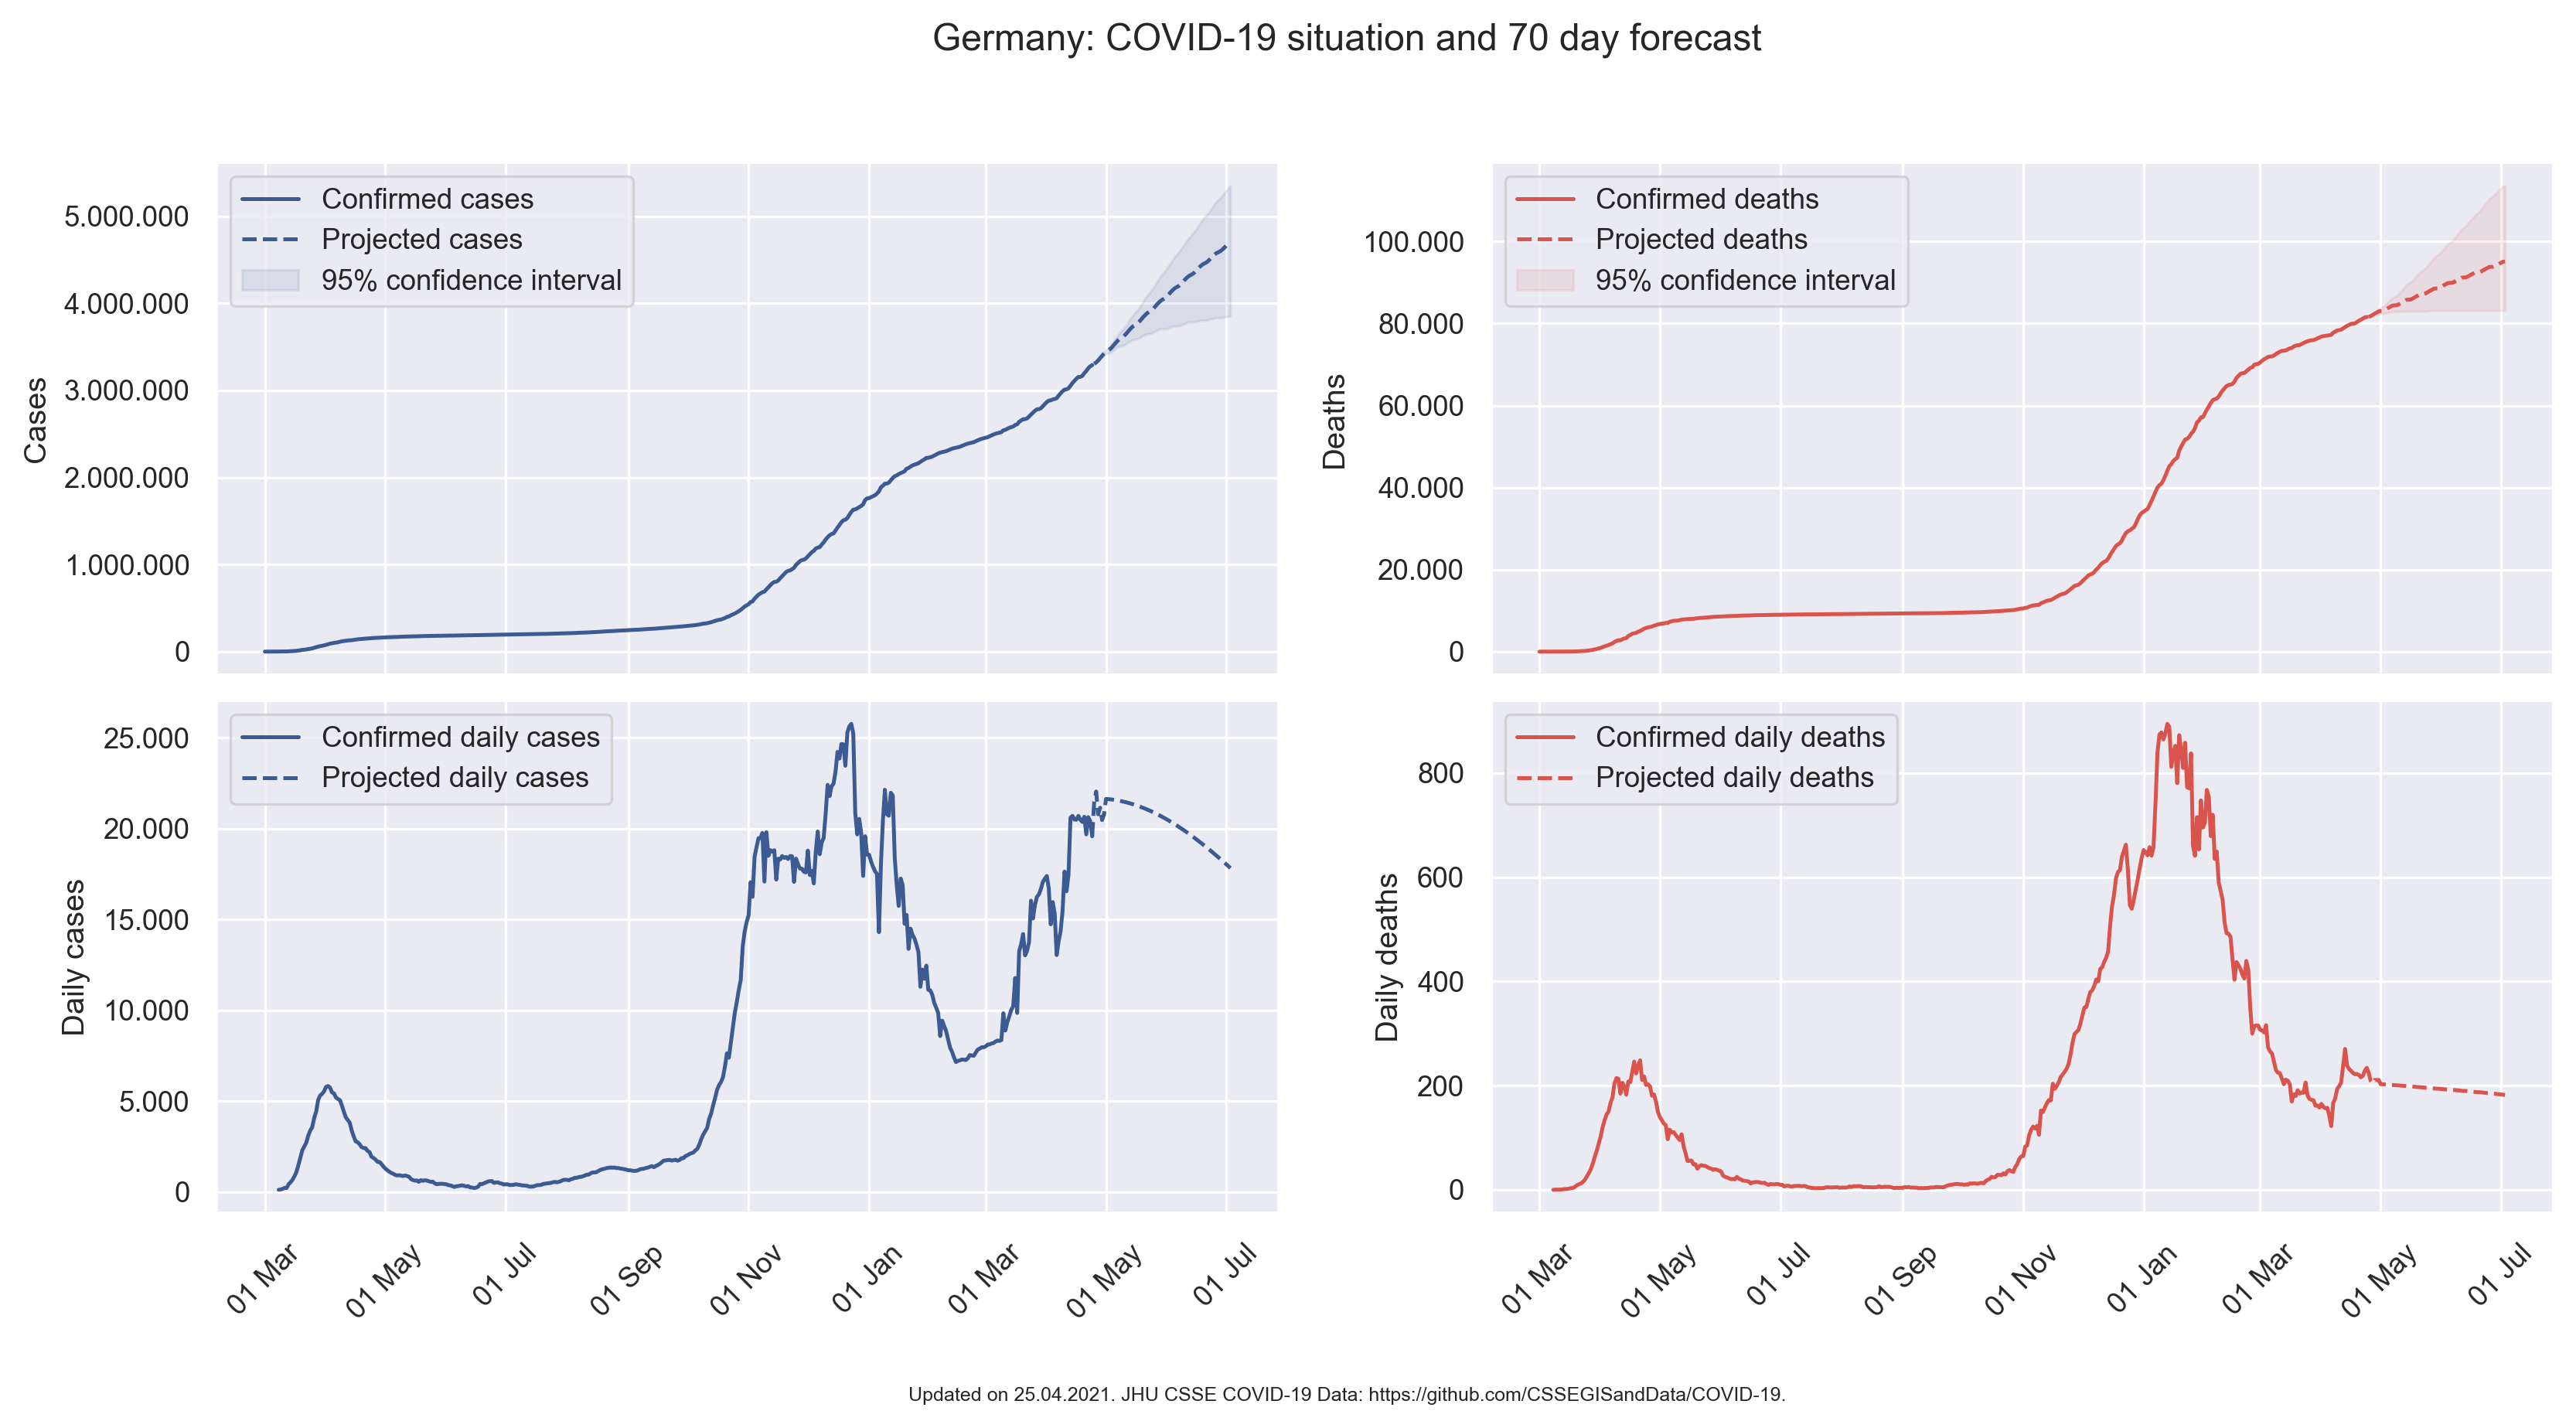 Germany: COVID-19 situation and 70 day forecast
Confirmed cases
Projected cases
95% confidence interval
5.000.000
4.000.000
3.000.000
2.000.000
1.000.000
0
Cases
Confirmed deaths
Projected deaths
95% confidence interval
100.000
80.000
60.000
40.000
20.000
0
Deaths
Confirmed daily cases
Projected daily cases
25.000
20.000
15.000
10.000
5.000
0
Daily cases
01 Mar
01 May
01 Jul
01 Sep
01 Nov
01 Jan
01 Mar
01 May
01 Jul
Confirmed daily deaths
Projected daily deaths
800
600
400
200
0
Daily deaths
01 Mar
01 May
01 Jul
01 Sep
01 Nov
01 Jan
01 Mar
01 May
01 Jul
Updated on 25.04.2021. JHU CSSE COVID-19 Data: https://github.com/CSSEGISandData/COVID-19.